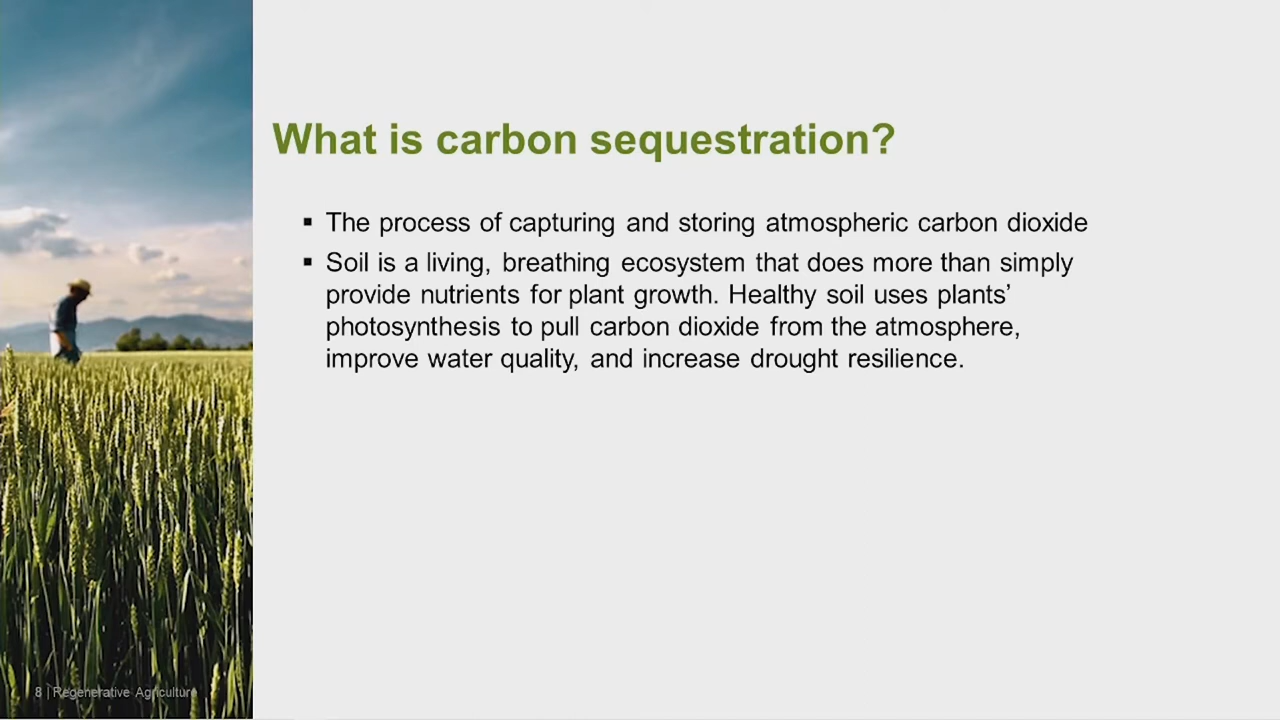 What is carbon sequestration?
▪ The process of capturing and storing atmospheric carbon dioxide
▪ Soil is a living, breathing ecosystem that does more than simply
provide nutrients for plant growth. Healthy soil uses plants’
photosynthesis to pull carbon dioxide from the atmosphere,
improve water quality, and increase drought resilience.
8 | Regenerative Agriculture